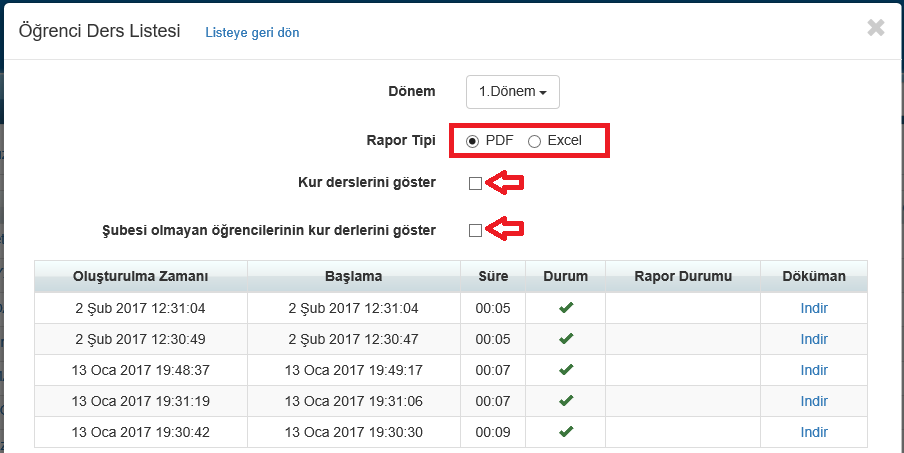 Öğrenci Ders Listesi Listeye geri dön
Dönem 1.Dönem
Rapor Tipi PDF Excel
Kur derslerini göster
Şubesi olmayan öğrencilerinin kur derlerini göster
Oluşturulma Zamanı Başlama Süre Durum Rapor Durumu Döküman
2 Şub 2017 12:31:04 2 Şub 2017 12:31:04 00:05 Indir
2 Şub 2017 12:30:49 2 Şub 2017 12:30:47 00:05 Indir
13 Oca 2017 19:48:37 13 Oca 2017 19:49:17 00:07 Indir
13 Oca 2017 19:31:19 13 Oca 2017 19:31:06 00:07 Indir
13 Oca 2017 19:30:42 13 Oca 2017 19:30:30 00:09 Indir